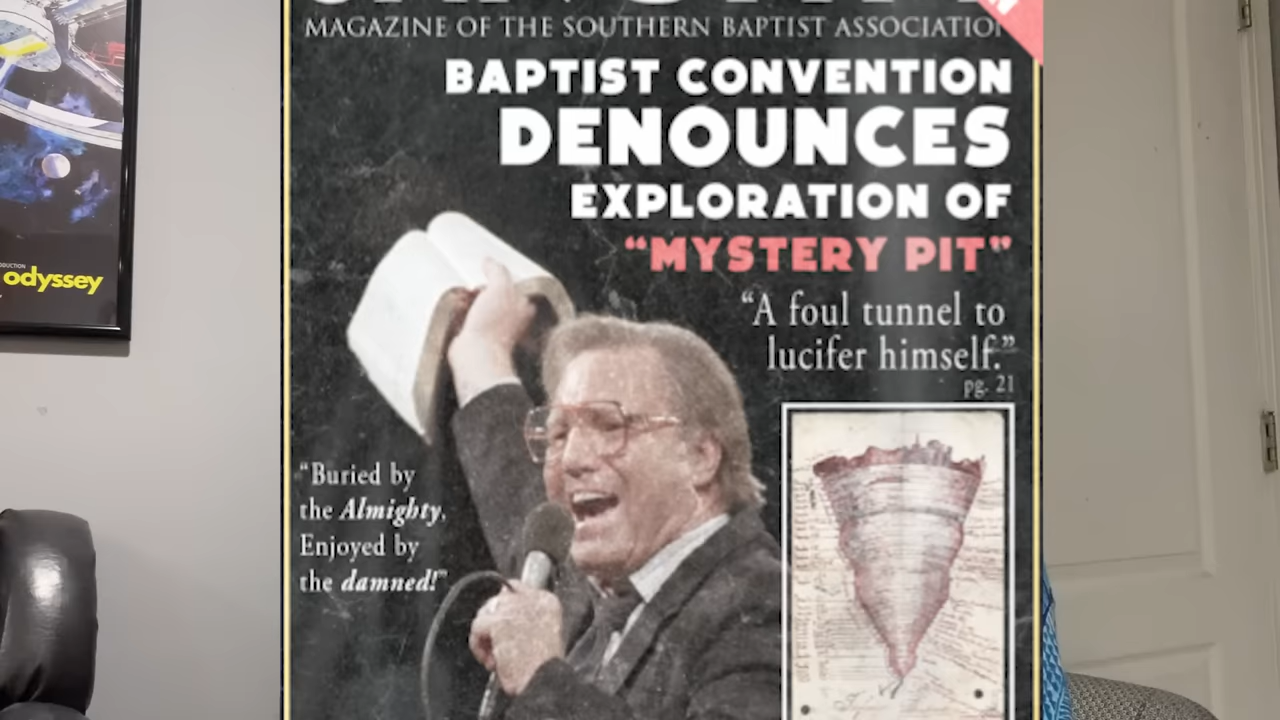 MAGAZINE OF THE SOUTHERN BAPTIST ASSOCIATION
BAPTIST CONVENTION
DENOUNCES
EXPLORATION OF
“MYSTERY PIT”
“A foul tunnel to
lucifer himself.”
pg. 21
“Buried by
the Almighty,
Enjoyed by
the damned!”
odyssey